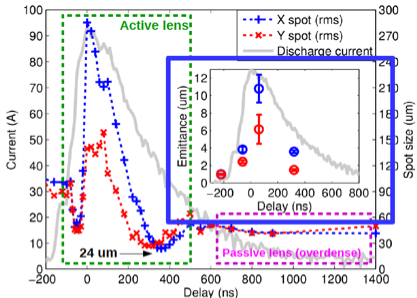 Active lens
X spot (rms)
Y spot (rms)
Discharge current
100
90
80
70
60
50
40
30
20
10
0
Current (A)
300
270
240
210
180
150
120
90
60
30
0
Spot size (um)
12
10
8
6
4
2
0
Emittance (um)
−200 0 200 400 600 800
Delay (ns)
24 um
Passive lens (overdense)
−200 0 200 400 600 800 1000 1200 1400
Delay (ns)